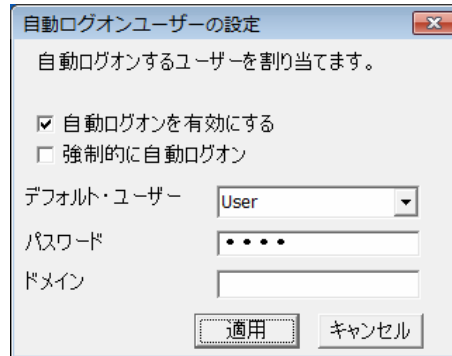 自動ログオンユーザーの設定
自動ログオンするユーザーを割り当てます。
自動ログオンを有効にする
強制的に自動ログオン
デフォルト・ユーザー User
パスワード ••••
ドメイン
適用 キャンセル